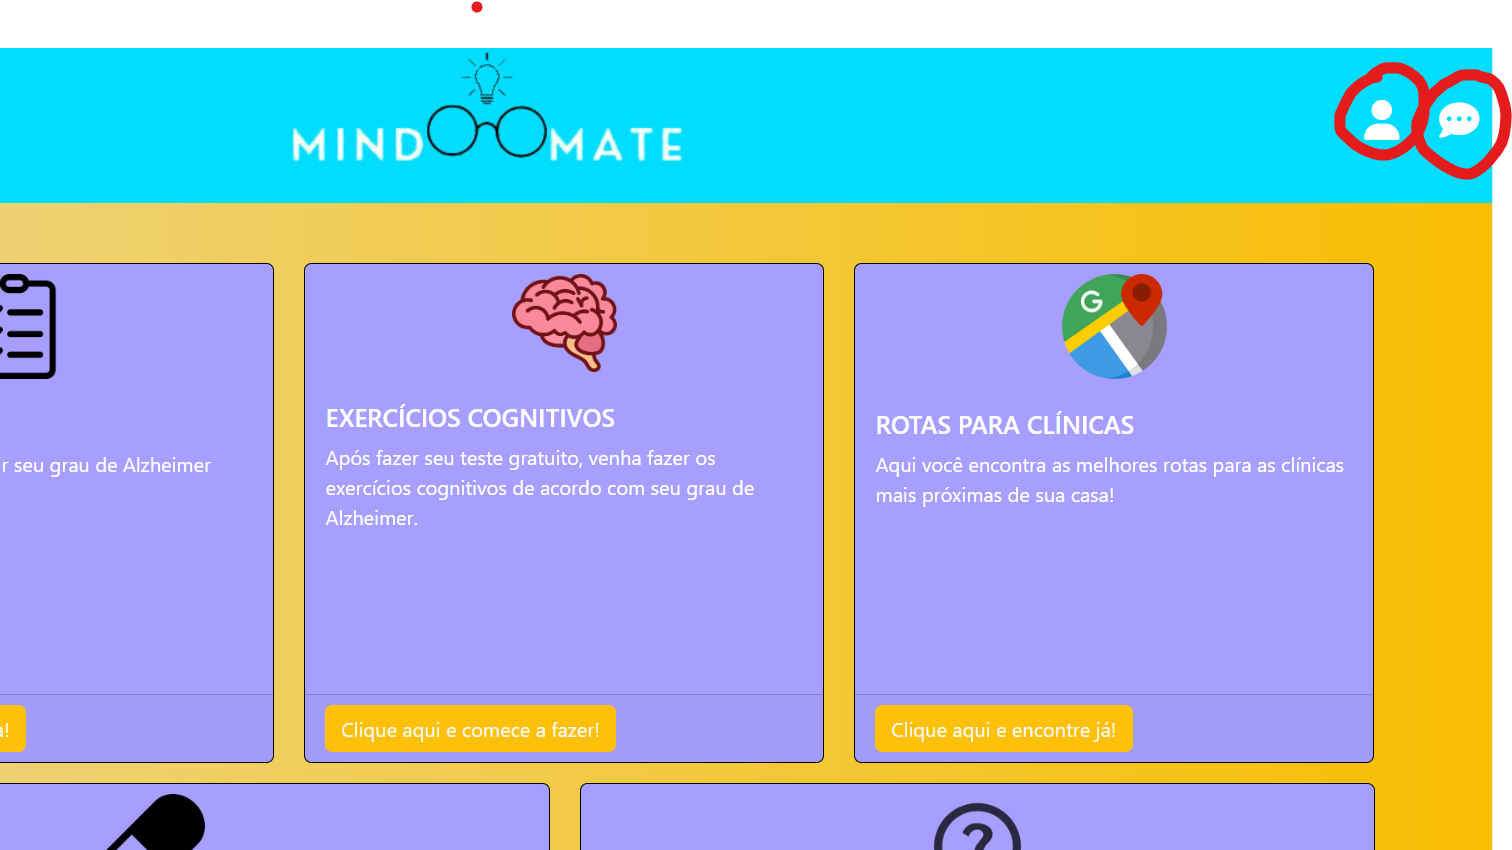 MIND MATE
G
r seu grau de Alzheimer
a!
EXERCÍCIOS COGNITIVOS
Após fazer seu teste gratuito, venha fazer os
exercícios cognitivos de acordo com seu grau de
Alzheimer.
Clique aqui e comece a fazer!
ROTAS PARA CLÍNICAS
Aqui você encontra as melhores rotas para as clínicas
mais próximas de sua casa!
Clique aqui e encontre já!
?